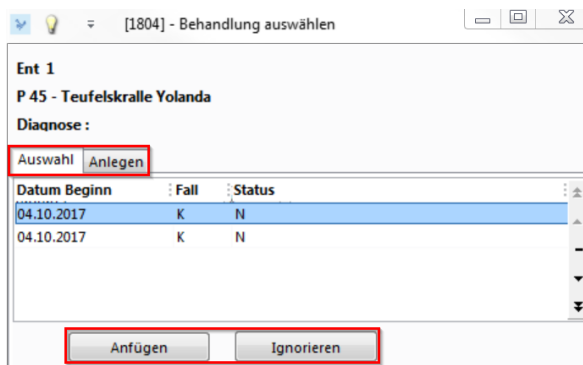 [1804] - Behandlung auswählen
Ent 1
P 45 - Teufelskralle Yolanda
Diagnose :
Auswahl Anlegen
Datum Beginn Fall Status
04.10.2017 K N
04.10.2017 K N
Anfügen Ignorieren